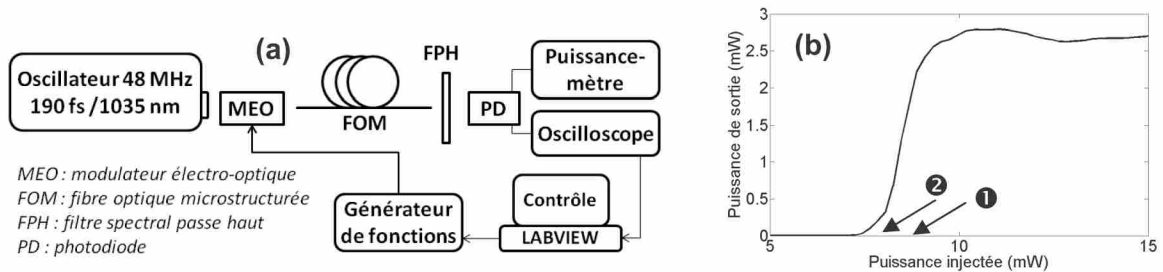 (a)
Oscillateur 48 MHz
190 fs /1035 nm
MEO
FOM
FPH
PD
Puissance-
mètre
Oscilloscope
Générateur
de fonctions
Contrôle
LABVIEW
MEO : modulateur électro-optique
FOM : fibre optique microstructurée
FPH : filtre spectral passe haut
PD : photodiode
(b)
Puissance de sortie (mW)
3
2.5
2
1.5
1
0.5
0
5
10
15
Puissance injectée (mW)
❷
❶